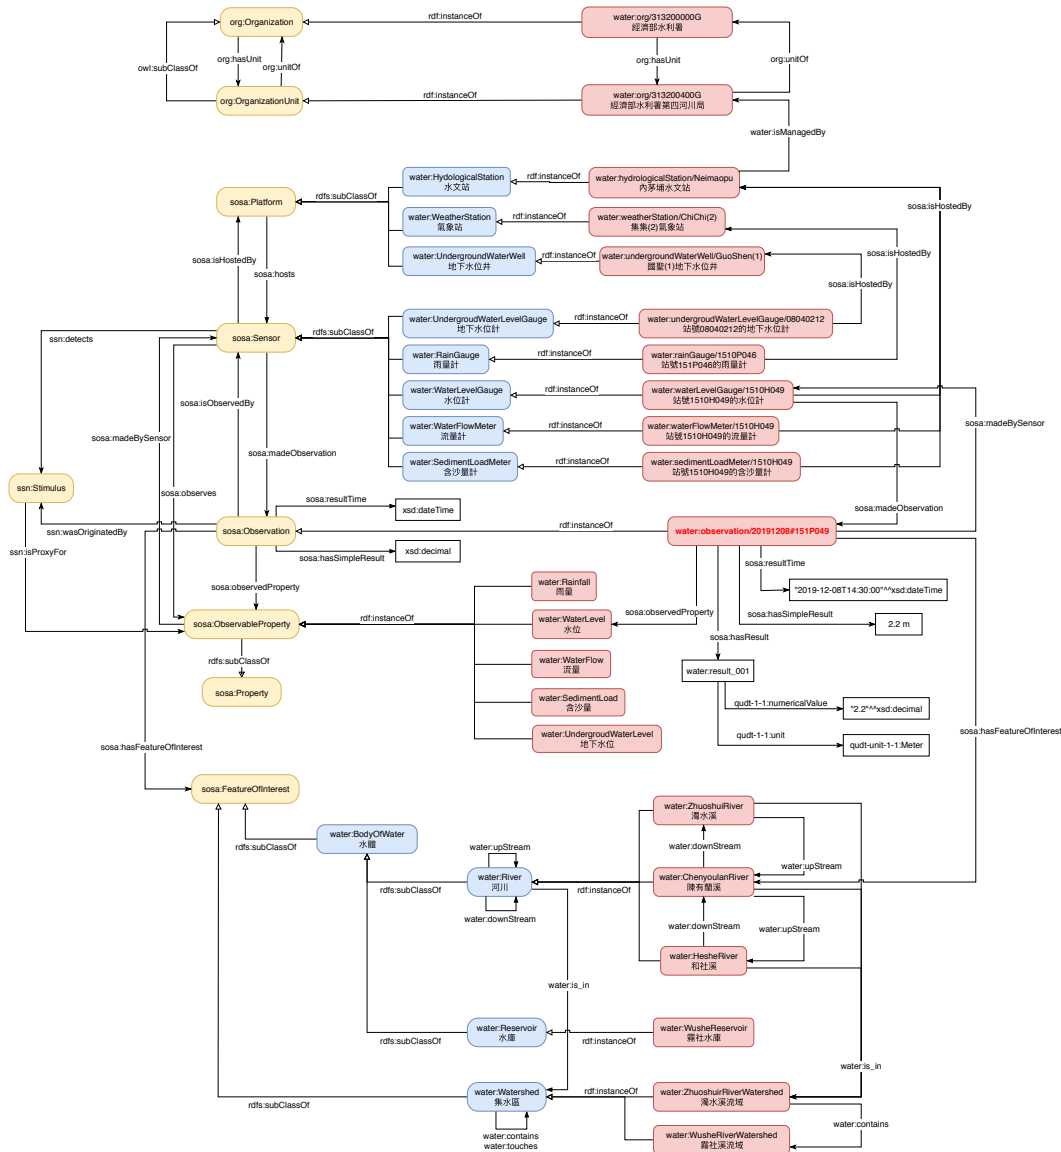 org:Organization
rdf:instanceOf
water:org/313200000G
經濟部水利署
owl:subClassOf
org:hasUnit
org:unitOf
org:hasUnit
org:unitOf
org:OrganizationUnit
rdf:instanceOf
water:org/313200400G
經濟部水利署第四河川局
water:isManagedBy
sosa:Platform
rdfs:subClassOf
water:HydologicalStation
水文站
rdf:instanceOf
water:hydrologicalStation/Neimaopu
內茅埔水文站
sosa:isHostedBy
water:WeatherStation
氣象站
rdf:instanceOf
water:weatherStation/ChiChi(2)
集集(2)氣象站
sosa:isHostedBy
sosa:isHostedBy
sosa:hosts
water:UndergroundWaterWell
地下水位井
rdf:instanceOf
water:undergroundWaterWell/GuoShen(1)
國聖(1)地下水位井
sosa:isHostedBy
ssn:detects
sosa:Sensor
rdfs:subClassOf
water:UndergroundWaterLevelGauge
地下水位計
rdf:instanceOf
water:undergroudWaterLevelGauge/08040212
站號08040212的地下水位計
water:RainGauge
雨量計
rdf:instanceOf
water:rainGauge/1510P046
站號151P046的雨量計
sosa:isObservedBy
water:WaterLevelGauge
水位計
rdf:instanceOf
water:waterLevelGauge/1510H049
站號1510H049的水位計
sosa:madeBySensor
sosa:madeBySensor
sosa:madeObservation
water:WaterFlowMeter
流量計
rdf:instanceOf
water:waterFlowMeter/1510H049
站號1510H049的流量計
water:SedimentLoadMeter
含沙量計
rdf:instanceOf
water:sedimentLoadMeter/1510H049
站號1510H049的含沙量計
ssn:Stimulus
sosa:observes
sosa:resultTime
xsd:dateTime
sosa:madeObservation
ssn:wasOriginatedBy
sosa:Observation
rdf:instanceOf
water:observation/20191208#151P049
ssn:isProxyFor
sosa:hasSimpleResult
xsd:decimal
sosa:resultTime
"2019-12-08T14:30:00"^^xsd:dateTime
sosa:observedProperty
water:Rainfall
雨量
sosa:observedProperty
sosa:hasSimpleResult
2.2 m
sosa:ObservableProperty
rdf:instanceOf
water:WaterLevel
水位
sosa:hasResult
rdfs:subClassOf
water:WaterFlow
流量
water:result_001
sosa:Property
water:SedimentLoad
含沙量
qudt-1-1:numericalValue
"2.2"^^xsd:decimal
sosa:hasFeatureOfInterest
water:UndergroudWaterLevel
地下水位
qudt-1-1:unit
qudt-unit-1-1:Meter
sosa:hasFeatureOfInterest
sosa:FeatureOfInterest
water:ZhuoshuiRiver
濁水溪
rdfs:subClassOf
water:BodyOfWater
水體
water:upStream
water:downStream
water:upStream
rdfs:subClassOf
water:River
河川
rdf:instanceOf
water:ChenyoulanRiver
陳有蘭溪
water:downStream
water:downStream
water:upStream
water:HesheRiver
和社溪
water:is_in
rdfs:subClassOf
water:Reservoir
水庫
rdf:instanceOf
water:WusheReservoir
霧社水庫
water:is_in
rdfs:subClassOf
water:Watershed
集水區
rdf:instanceOf
water:ZhuoshuirRiverWatershed
濁水溪流域
water:contains
water:contains
water:touches
water:WusheRiverWatershed
霧社溪流域